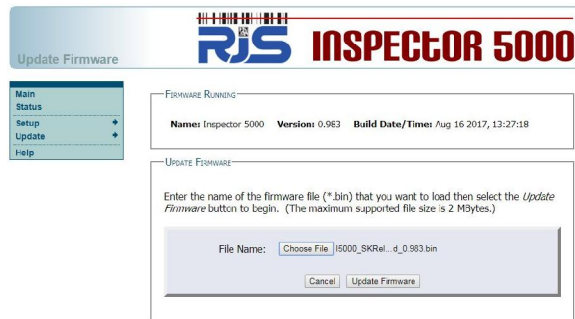 RJS INSPECTOR 5000
Update Firmware
Main
Status
Setup
Update
Help
FIRMWARE RUNNING
Name: Inspector 5000 Version: 0.983 Build Date/Time: Aug 16 2017, 13:27:18
UPDATE FIRMWARE
Enter the name of the firmware file (*.bin) that you want to load then select the Update
Firmware button to begin. (The maximum supported file size is 2 MBytes.)
File Name: Choose File I5000_SKRel...d_0.983.bin
Cancel Update Firmware